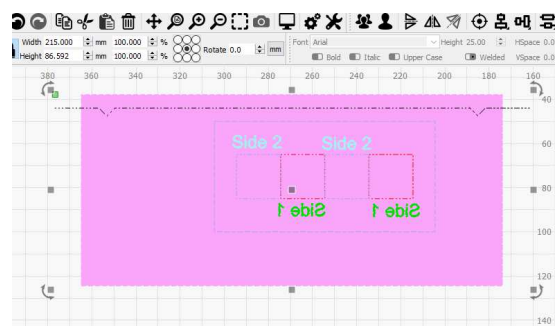 Width 215.000 mm 100.000 %
Height 86.592 mm 100.000 %
Rotate 0.0 mm
Font Arial Height 25.00 HSpace 0.0
Bold Italic Upper Case Welded VSpace 0.0
380 360 340 320 300 280 260 240 220 200 180 160
40
60
80
100
120
140
Side 2 Side 2
Side 1 Side 1